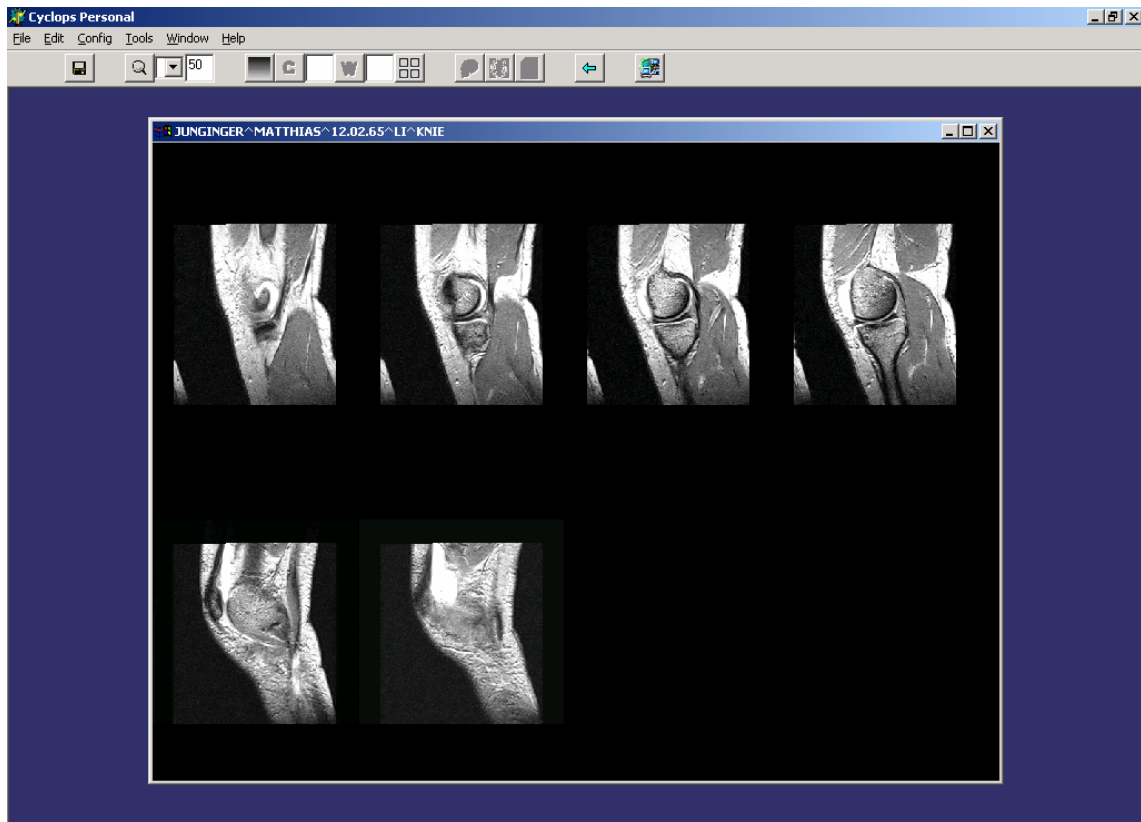 Cyclops Personal
File Edit Config Tools Window Help
50 C W
JUNGINGER^MATTHIAS^12.02.65^LI^KNIE